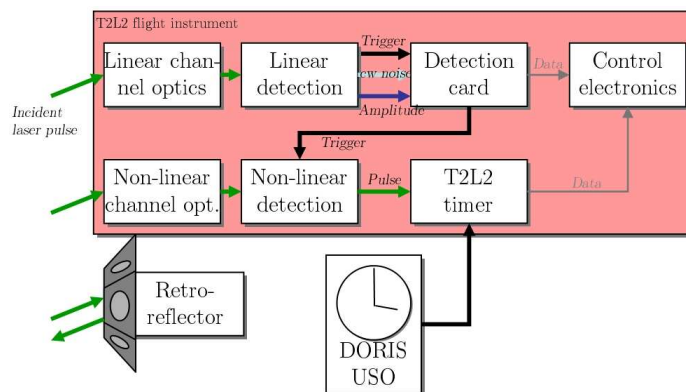 T2L2 flight instrument
Linear chan-
nel optics
Linear
detection
Trigger
cw noise
Amplitude
Detection
card
Data
Control
electronics
Incident
laser pulse
Trigger
Non-linear
channel opt.
Non-linear
detection
Pulse
T2L2
timer
Data
Retro-
reflector
DORIS
USO